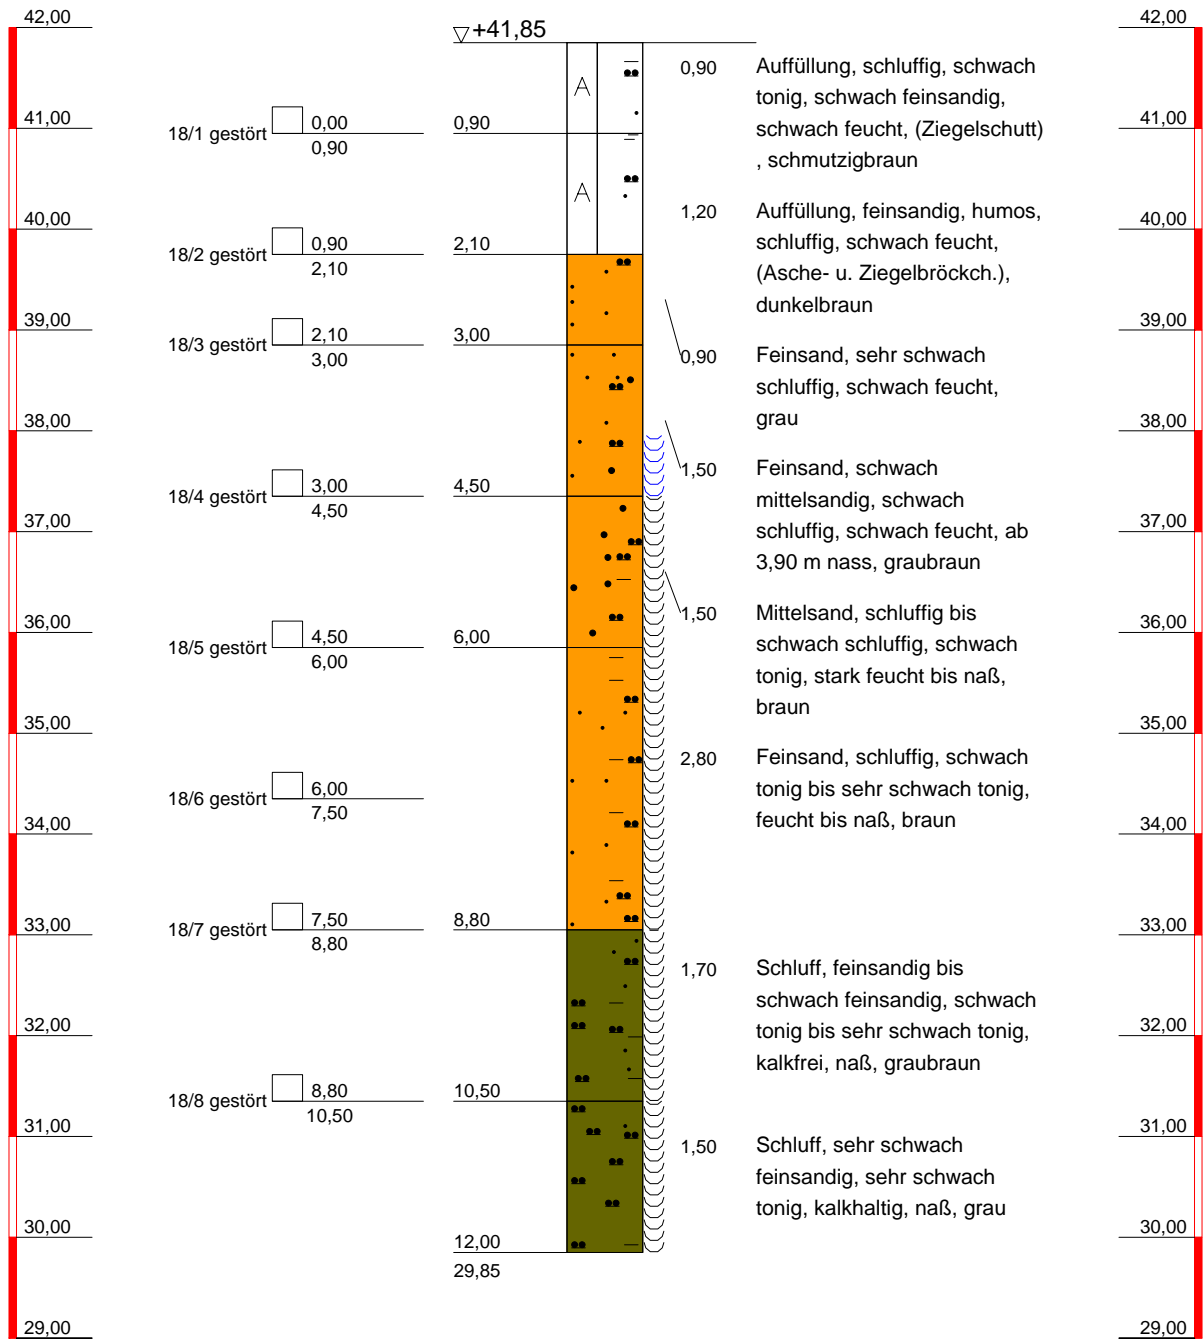 42,00
42,00
+41,85
0,90
Auffüllung, schluffig, schwach
tonig, schwach feinsandig,
schwach feucht, (Ziegelschutt)
, schmutzigbraun
A
41,00
41,00
18/1 gestört
0,00
0,90
0,90
A
1,20
Auffüllung, feinsandig, humos,
schluffig, schwach feucht,
(Asche- u. Ziegelbröckch.),
dunkelbraun
40,00
40,00
18/2 gestört
0,90
2,10
2,10
39,00
39,00
18/3 gestört
2,10
3,00
3,00
0,90
Feinsand, sehr schwach
schluffig, schwach feucht,
grau
38,00
38,00
1,50
Feinsand, schwach
mittelsandig, schwach
schluffig, schwach feucht, ab
3,90 m nass, graubraun
18/4 gestört
3,00
4,50
4,50
37,00
37,00
1,50
Mittelsand, schluffig bis
schwach schluffig, schwach
tonig, stark feucht bis naß,
braun
36,00
36,00
18/5 gestört
4,50
6,00
6,00
35,00
35,00
2,80
Feinsand, schluffig, schwach
tonig bis sehr schwach tonig,
feucht bis naß, braun
18/6 gestört
6,00
7,50
34,00
34,00
18/7 gestört
7,50
8,80
8,80
33,00
33,00
1,70
Schluff, feinsandig bis
schwach feinsandig, schwach
tonig bis sehr schwach tonig,
kalkfrei, naß, graubraun
32,00
32,00
18/8 gestört
8,80
10,50
10,50
31,00
31,00
1,50
Schluff, sehr schwach
feinsandig, sehr schwach
tonig, kalkhaltig, naß, grau
30,00
30,00
12,00
29,85
29,00
29,00